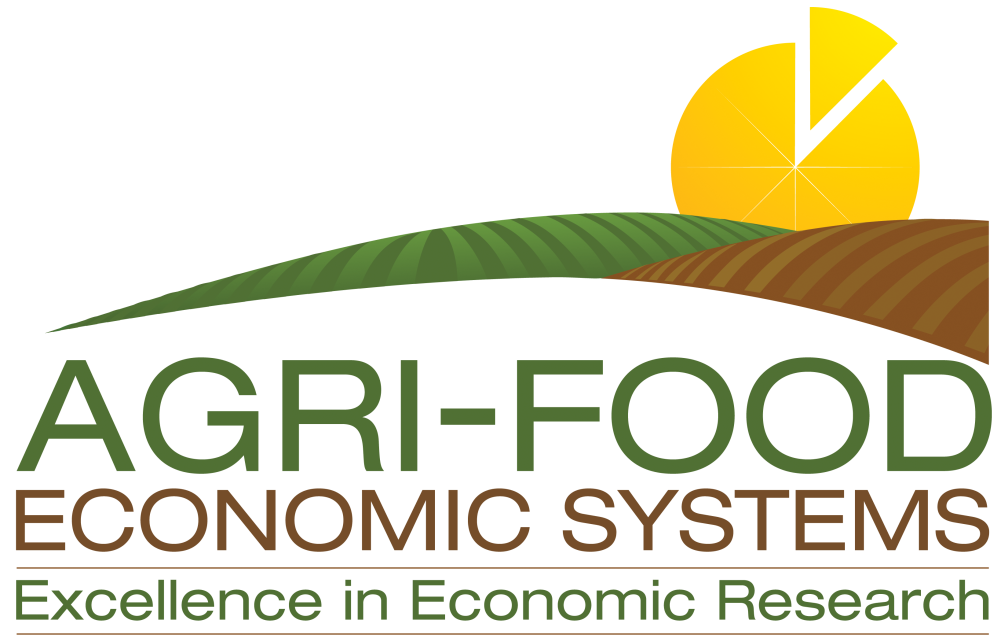 AGRI-FOOD
ECONOMIC SYSTEMS
Excellence in Economic Research